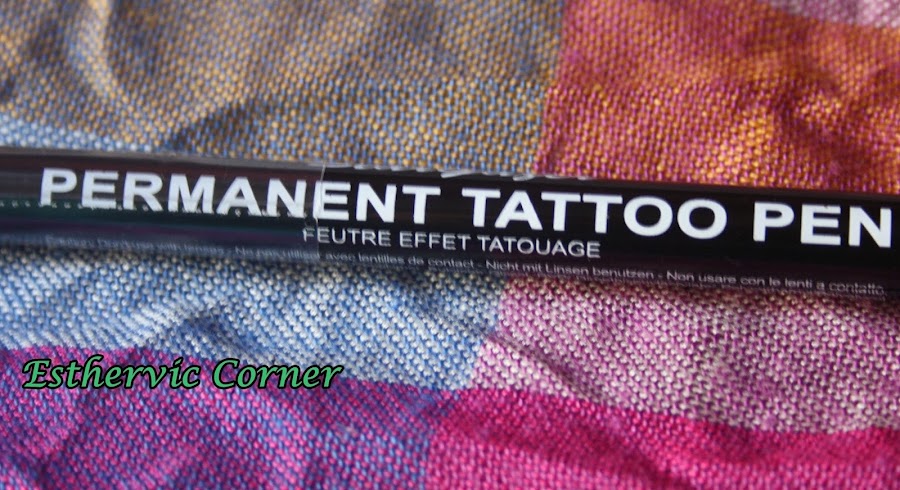 PERMANENT TATTOO PEN
FEUTRE EFFET TATOUAGE
avec lentilles de contact - Nicht mit Linsen benutzen - Non usare con le lenti a contatto
Esthervic Corner